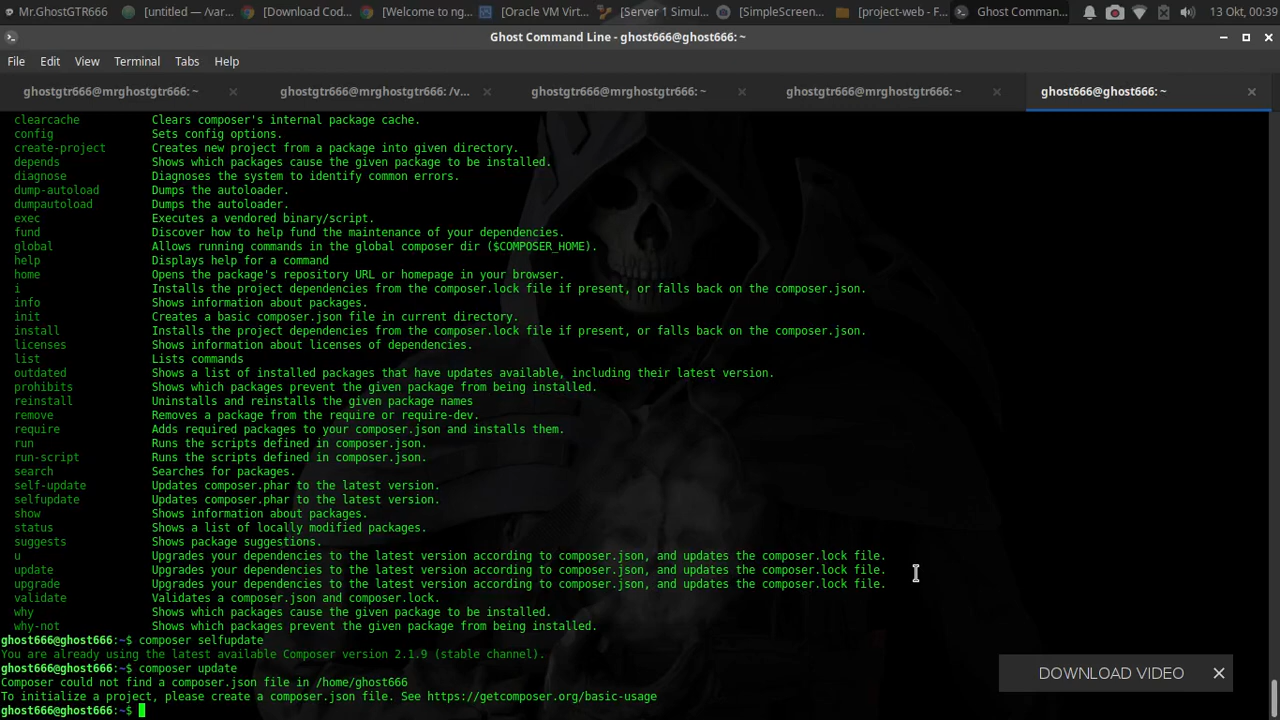 Mr.GhostGTR666
[untitled — /var...
[Download Cod...
[Welcome to ng...
[Oracle VM Virt...
[Server 1 Simul...
[SimpleScreen...
[project-web - F...
Ghost Comman...
13 Okt, 00:39
Ghost Command Line - ghost666@ghost666: ~
File Edit View Terminal Tabs Help
ghostgtr666@mrghostgtr666: ~
ghostgtr666@mrghostgtr666: /v...
ghostgtr666@mrghostgtr666: ~
ghostgtr666@mrghostgtr666: ~
ghost666@ghost666: ~
clearcache Clears composer's internal package cache.
config Sets config options.
create-project Creates new project from a package into given directory.
depends Shows which packages cause the given package to be installed.
diagnose Diagnoses the system to identify common errors.
dump-autoload Dumps the autoloader.
dumpautoload Dumps the autoloader.
exec Executes a vendored binary/script.
fund Discover how to help fund the maintenance of your dependencies.
global Allows running commands in the global composer dir ($COMPOSER_HOME).
help Displays help for a command
home Opens the package's repository URL or homepage in your browser.
i Installs the project dependencies from the composer.lock file if present, or falls back on the composer.json.
info Shows information about packages.
init Creates a basic composer.json file in current directory.
install Installs the project dependencies from the composer.lock file if present, or falls back on the composer.json.
licenses Shows information about licenses of dependencies.
list Lists commands
outdated Shows a list of installed packages that have updates available, including their latest version.
prohibits Shows which packages prevent the given package from being installed.
reinstall Uninstalls and reinstalls the given package names
remove Removes a package from the require or require-dev.
require Adds required packages to your composer.json and installs them.
run Runs the scripts defined in composer.json.
run-script Runs the scripts defined in composer.json.
search Searches for packages.
self-update Updates composer.phar to the latest version.
selfupdate Updates composer.phar to the latest version.
show Shows information about packages.
status Shows a list of locally modified packages.
suggests Shows package suggestions.
u Upgrades your dependencies to the latest version according to composer.json, and updates the composer.lock file.
update Upgrades your dependencies to the latest version according to composer.json, and updates the composer.lock file.
upgrade Upgrades your dependencies to the latest version according to composer.json, and updates the composer.lock file.
validate Validates a composer.json and composer.lock.
why Shows which packages cause the given package to be installed.
why-not Shows which packages prevent the given package from being installed.
ghost666@ghost666:~$ composer selfupdate
You are already using the latest available Composer version 2.1.9 (stable channel).
ghost666@ghost666:~$ composer update
Composer could not find a composer.json file in /home/ghost666
To initialize a project, please create a composer.json file. See https://getcomposer.org/basic-usage
ghost666@ghost666:~$
DOWNLOAD VIDEO